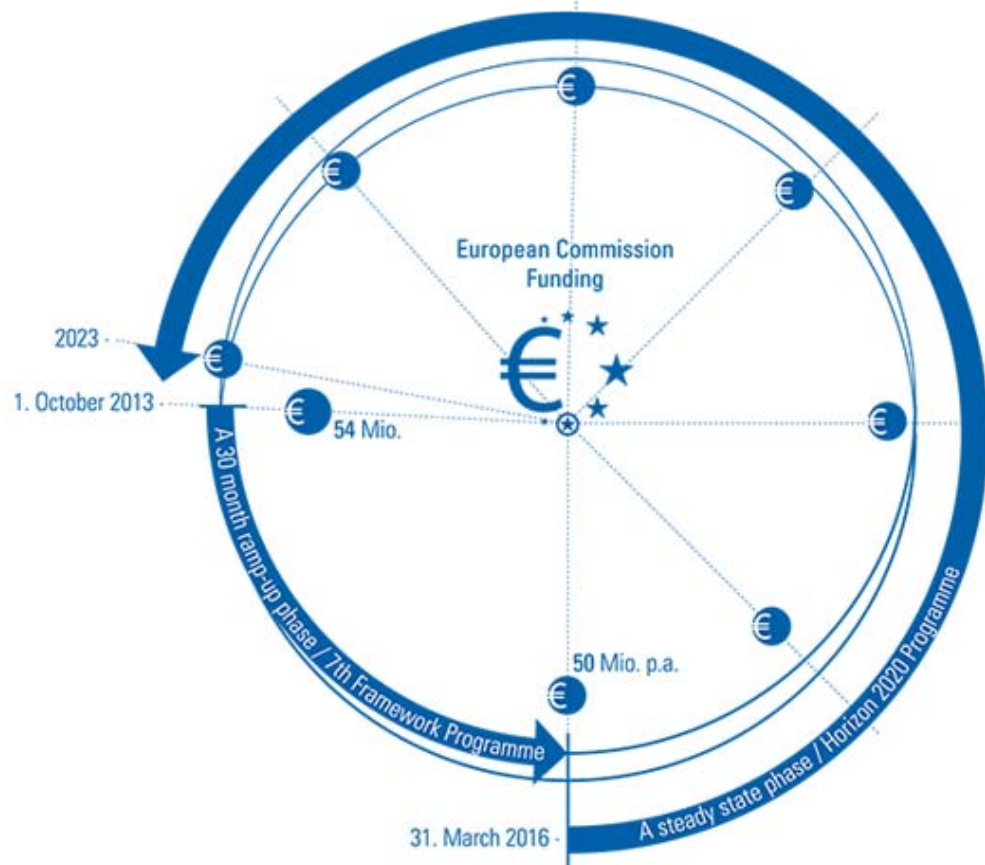 European Commission
Funding
2023
1. October 2013
54 Mio.
A 30 month ramp-up phase / 7th Framework Programme
50 Mio. p.a.
31. March 2016
A steady state phase / Horizon 2020 Programme